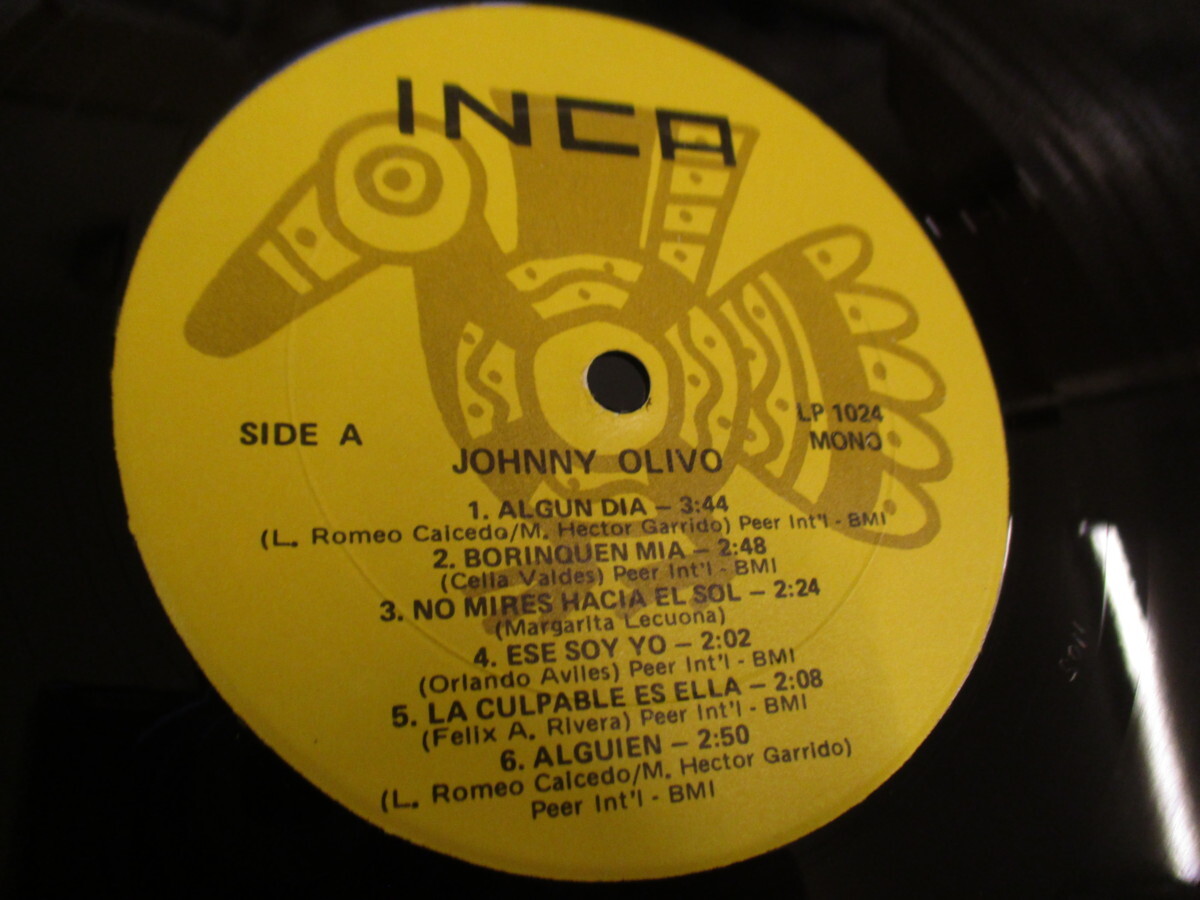 INCA
SIDE A
LP 1024
MONO
JOHNNY OLIVO
1. ALGUN DIA – 3:44
(L. Romeo Caicedo/M. Hector Garrido) Peer Int'l - BMI
2. BORINQUEN MIA – 2:48
(Celia Valdes) Peer Int'l - BMI
3. NO MIRES HACIA EL SOL – 2:24
(Margarita Lecuona)
4. ESE SOY YO – 2:02
(Orlando Aviles) Peer Int'l - BMI
5. LA CULPABLE ES ELLA – 2:08
(Felix A. Rivera) Peer Int'l - BMI
6. ALGUIEN – 2:50
(L. Romeo Calcedo/M. Hector Garrido)
Peer Int'l - BMI